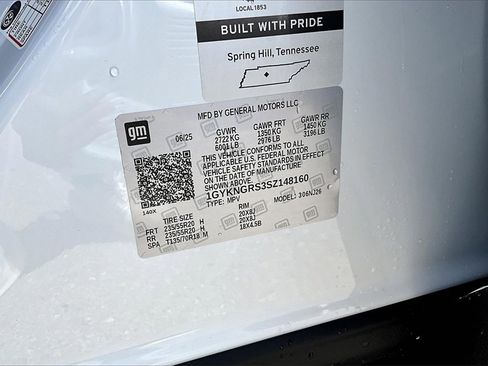 LOCAL 1853
BUILT WITH PRIDE
Spring Hill, Tennessee
MFD BY GENERAL MOTORS LLC
gm
06/25
GVWR GAWR FRT GAWR RR
2722 KG 1350 KG 1450 KG
6001 LB 2976 LB 3196 LB
THIS VEHICLE CONFORMS TO ALL
APPLICABLE U.S. FEDERAL MOTOR
VEHICLE SAFETY STANDARDS IN EFFECT
ON THE DATE OF MANUFACTURE
SHOWN ABOVE.
1GYKNGRS3SZ148160
TYPE: MPV MODEL: 306NJ26
140X
TIRE SIZE RIM
FRT 235/55R20 H 20X8J
RR 235/55R20 H 20X8J
SPA T135/70R18 M 18X4.5B